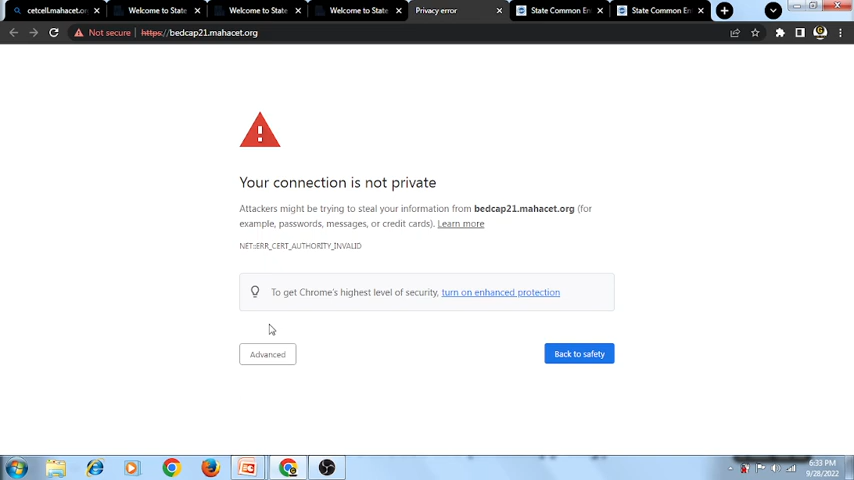 cetcell.mahacet.or
Welcome to State
Welcome to State
Welcome to State
Privacy error
State Common En
State Common En
Not secure
https://bedcap21.mahacet.org
Your connection is not private
Attackers might be trying to steal your information from bedcap21.mahacet.org (for
example, passwords, messages, or credit cards). Learn more
NET::ERR_CERT_AUTHORITY_INVALID
To get Chrome's highest level of security, turn on enhanced protection
Advanced
Back to safety
6:33 PM
9/28/2022